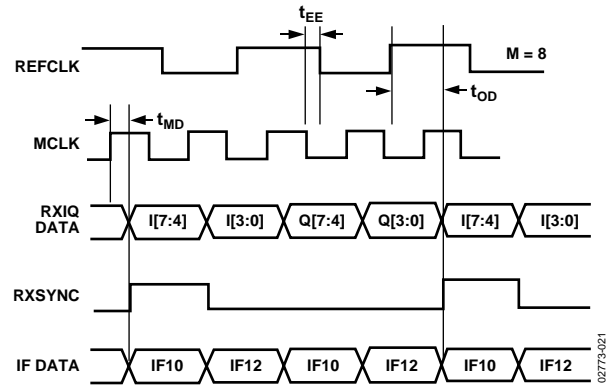 tEE
REFCLK
M = 8
tOD
tMD
MCLK
RXIQ
DATA
I[7:4] I[3:0] Q[7:4] Q[3:0] I[7:4] I[3:0]
RXSYNC
IF DATA
IF10 IF12 IF10 IF12 IF10 IF12
02773-021